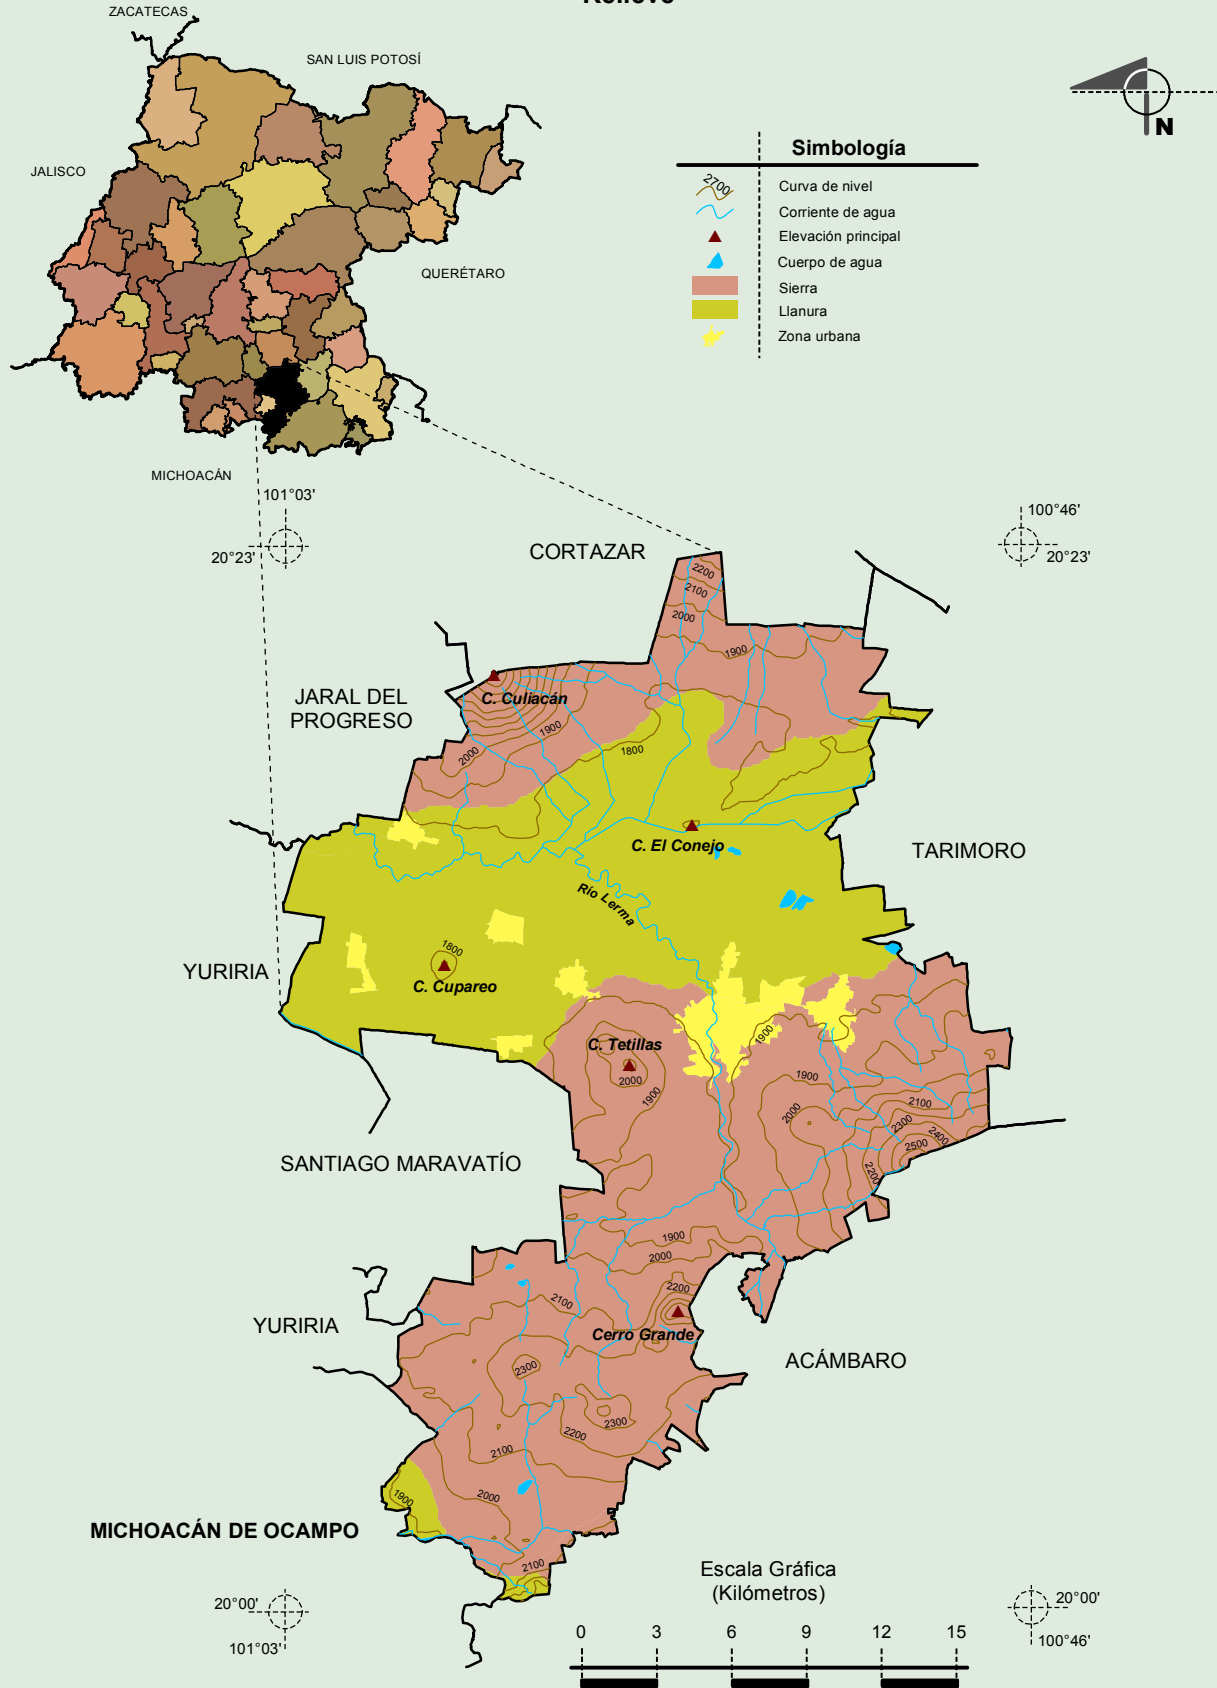 Relieve
ZACATECAS
SAN LUIS POTOSÍ
JALISCO
QUERÉTARO
MICHOACÁN
N
Simbología
2700
Curva de nivel
Corriente de agua
Elevación principal
Cuerpo de agua
Sierra
Llanura
Zona urbana
101°03'
20°23'
100°46'
20°23'
CORTAZAR
2200
2100
2000
1900
JARAL DEL
PROGRESO
C. Culiacán
1900
2000
1800
C. El Conejo
TARIMORO
Río Lerma
YURIRIA
1800
C. Cupareo
C. Tetillas
2000
1900
1900
1900
2000
2100
2300
2400
2500
2200
SANTIAGO MARAVATÍO
1900
2000
2200
2100
Cerro Grande
YURIRIA
ACÁMBARO
2300
2300
2200
2100
2000
1900
MICHOACÁN DE OCAMPO
2100
Escala Gráfica
(Kilómetros)
0 3 6 9 12 15
20°00'
101°03'
20°00'
100°46'